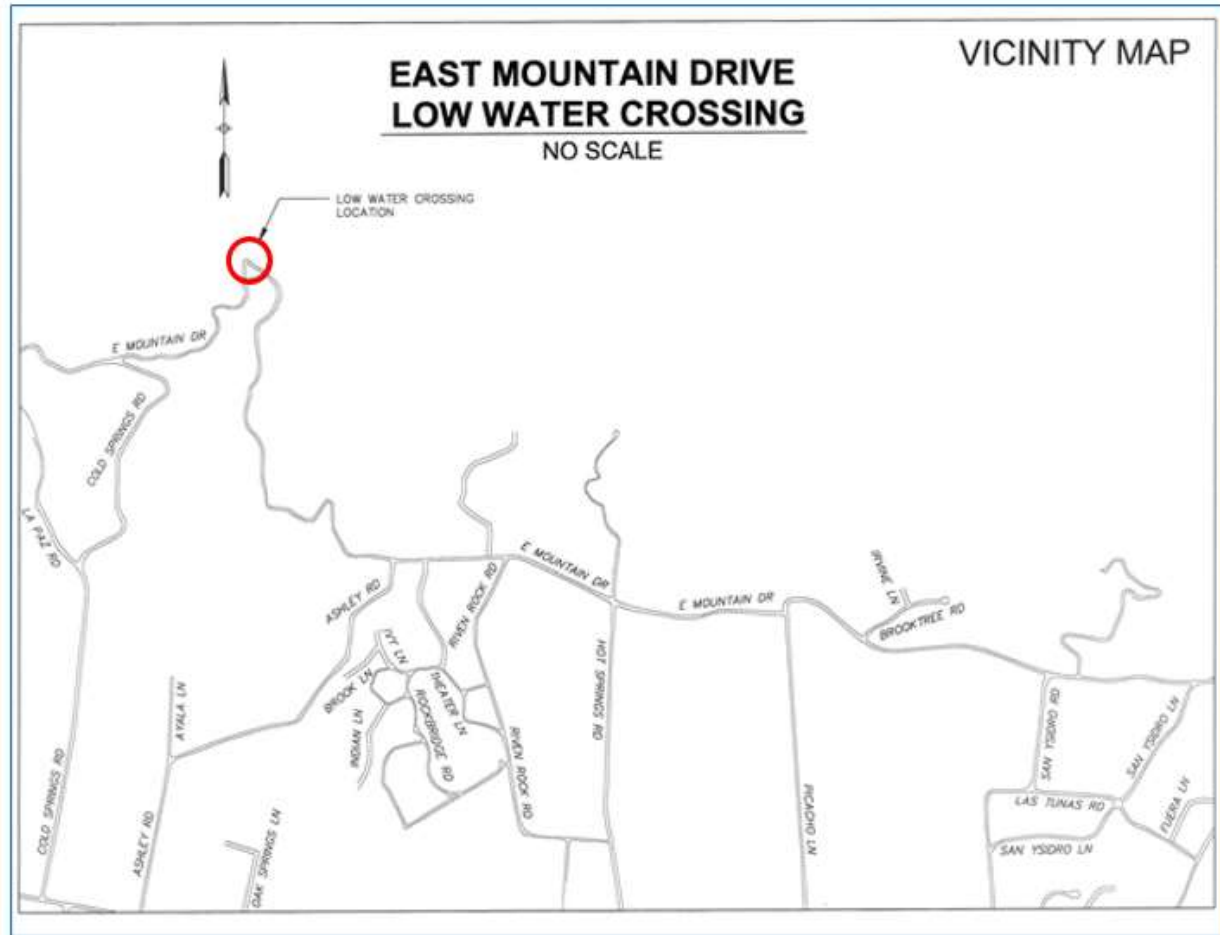 VICINITY MAP
EAST MOUNTAIN DRIVE
LOW WATER CROSSING
NO SCALE
LOW WATER CROSSING
LOCATION
E MOUNTAIN DR
COLD SPRINGS RD
LA PAZ RD
E MOUNTAIN DR
IRVINE LN
ASHLEY RD
RIVEN ROCK RD
E MOUNTAIN DR
BROOKTREE RD
IVY LN
HOT SPRINGS RD
BROOK LN
THEATER LN
AYALA LN
INDIAN LN
ROCKBRIDGE RD
SAN YSIDRO RD
SAN YSIDRO LN
COLD SPRINGS RD
RIVEN ROCK RD
PICACHO LN
LAS TUNAS RD
FUERA LN
ASHLEY RD
OAK SPRINGS LN
SAN YSIDRO LN